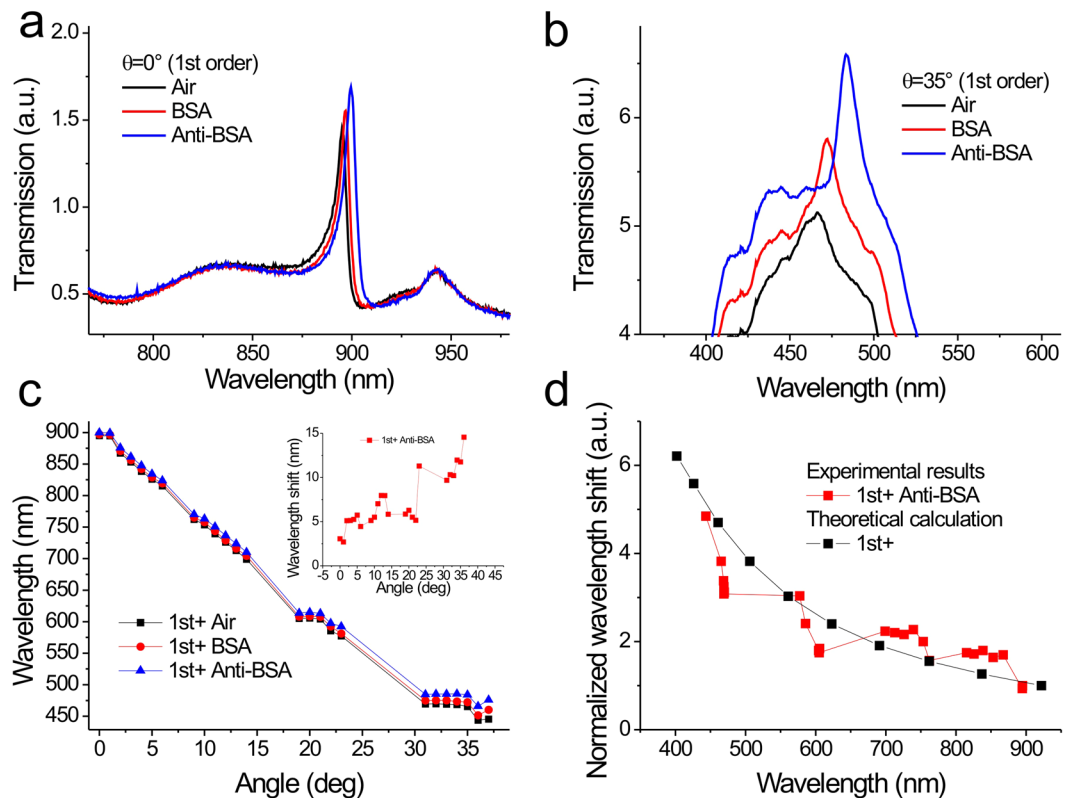 a
2.0
1.5
1.0
0.5
Transmission (a.u.)
θ=0° (1st order)
Air
BSA
Anti-BSA
750 800 850 900 950
Wavelength (nm)
b
6
5
4
Transmission (a.u.)
θ=35° (1st order)
Air
BSA
Anti-BSA
400 450 500 550 600
Wavelength (nm)
c
900
850
800
750
700
650
600
550
500
450
Wavelength (nm)
1st+ Air
1st+ BSA
1st+ Anti-BSA
0 5 10 15 20 25 30 35
Angle (deg)
15
10
5
0
Wavelength shift (nm)
1st+ Anti-BSA
-5 0 5 10 15 20 25 30 35 40 45
Angle (deg)
d
6
4
2
0
Normalized wavelength shift (a.u.)
Experimental results
1st+ Anti-BSA
Theoretical calculation
1st+
400 500 600 700 800 900
Wavelength (nm)